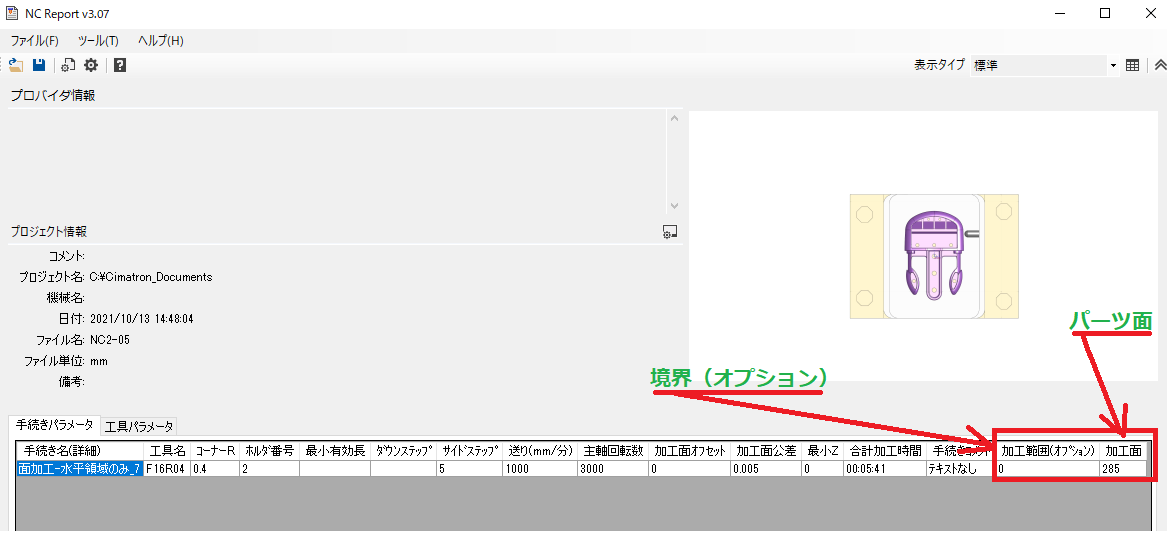 NC Report v3.07
ファイル(F) ツール(T) ヘルプ(H)
表示タイプ 標準
プロバイダ情報
プロジェクト情報
コメント:
プロジェクト名: C:¥Cimatron_Documents
機械名:
日付: 2021/10/13 14:48:04
ファイル名: NC2-05
ファイル単位: mm
備考:
パーツ面
境界（オプション）
手続きパラメータ 工具パラメータ
手続き名(詳細) 工具名 コーナーR ホルダ番号 最小有効長 ダウンステップ サイドステップ 送り(mm/分) 主軸回転数 加工面オフセット 加工面公差 最小Z 合計加工時間 手続きコメント 加工範囲(オプション) 加工面
面加工-水平領域のみ_7 F16R04 0.4 2 5 1000 3000 0 0.005 0 00:05:41 テキストなし 0 285